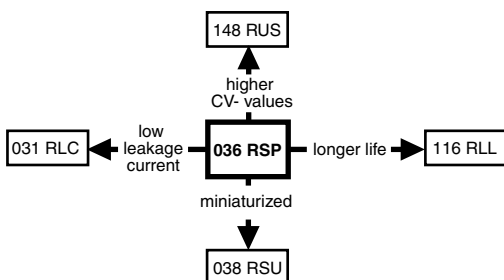 148 RUS
higher
CV- values
low
leakage
current
031 RLC
036 RSP
longer life
116 RLL
miniaturized
038 RSU